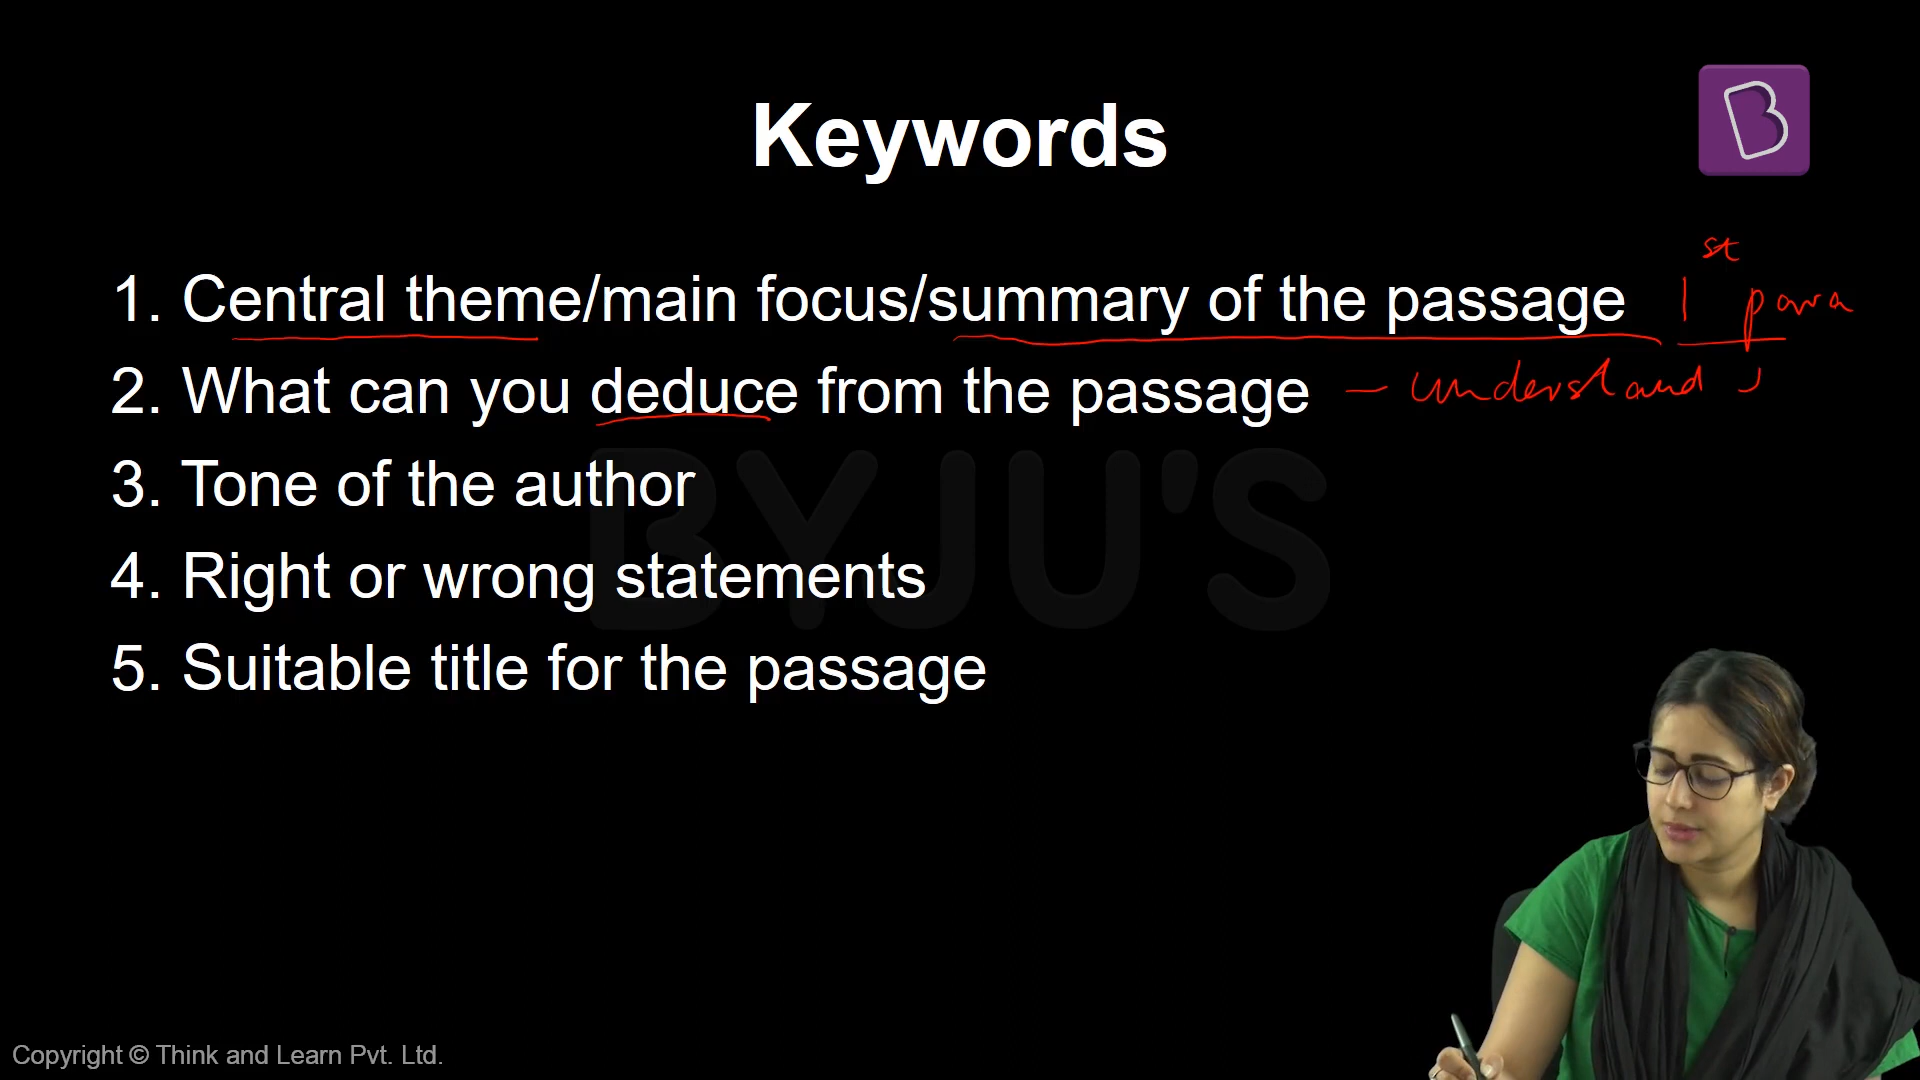 Keywords
1. Central theme/main focus/summary of the passage 1st para
2. What can you deduce from the passage – understand
3. Tone of the author
4. Right or wrong statements
5. Suitable title for the passage
BYJU'S
Copyright © Think and Learn Pvt. Ltd.